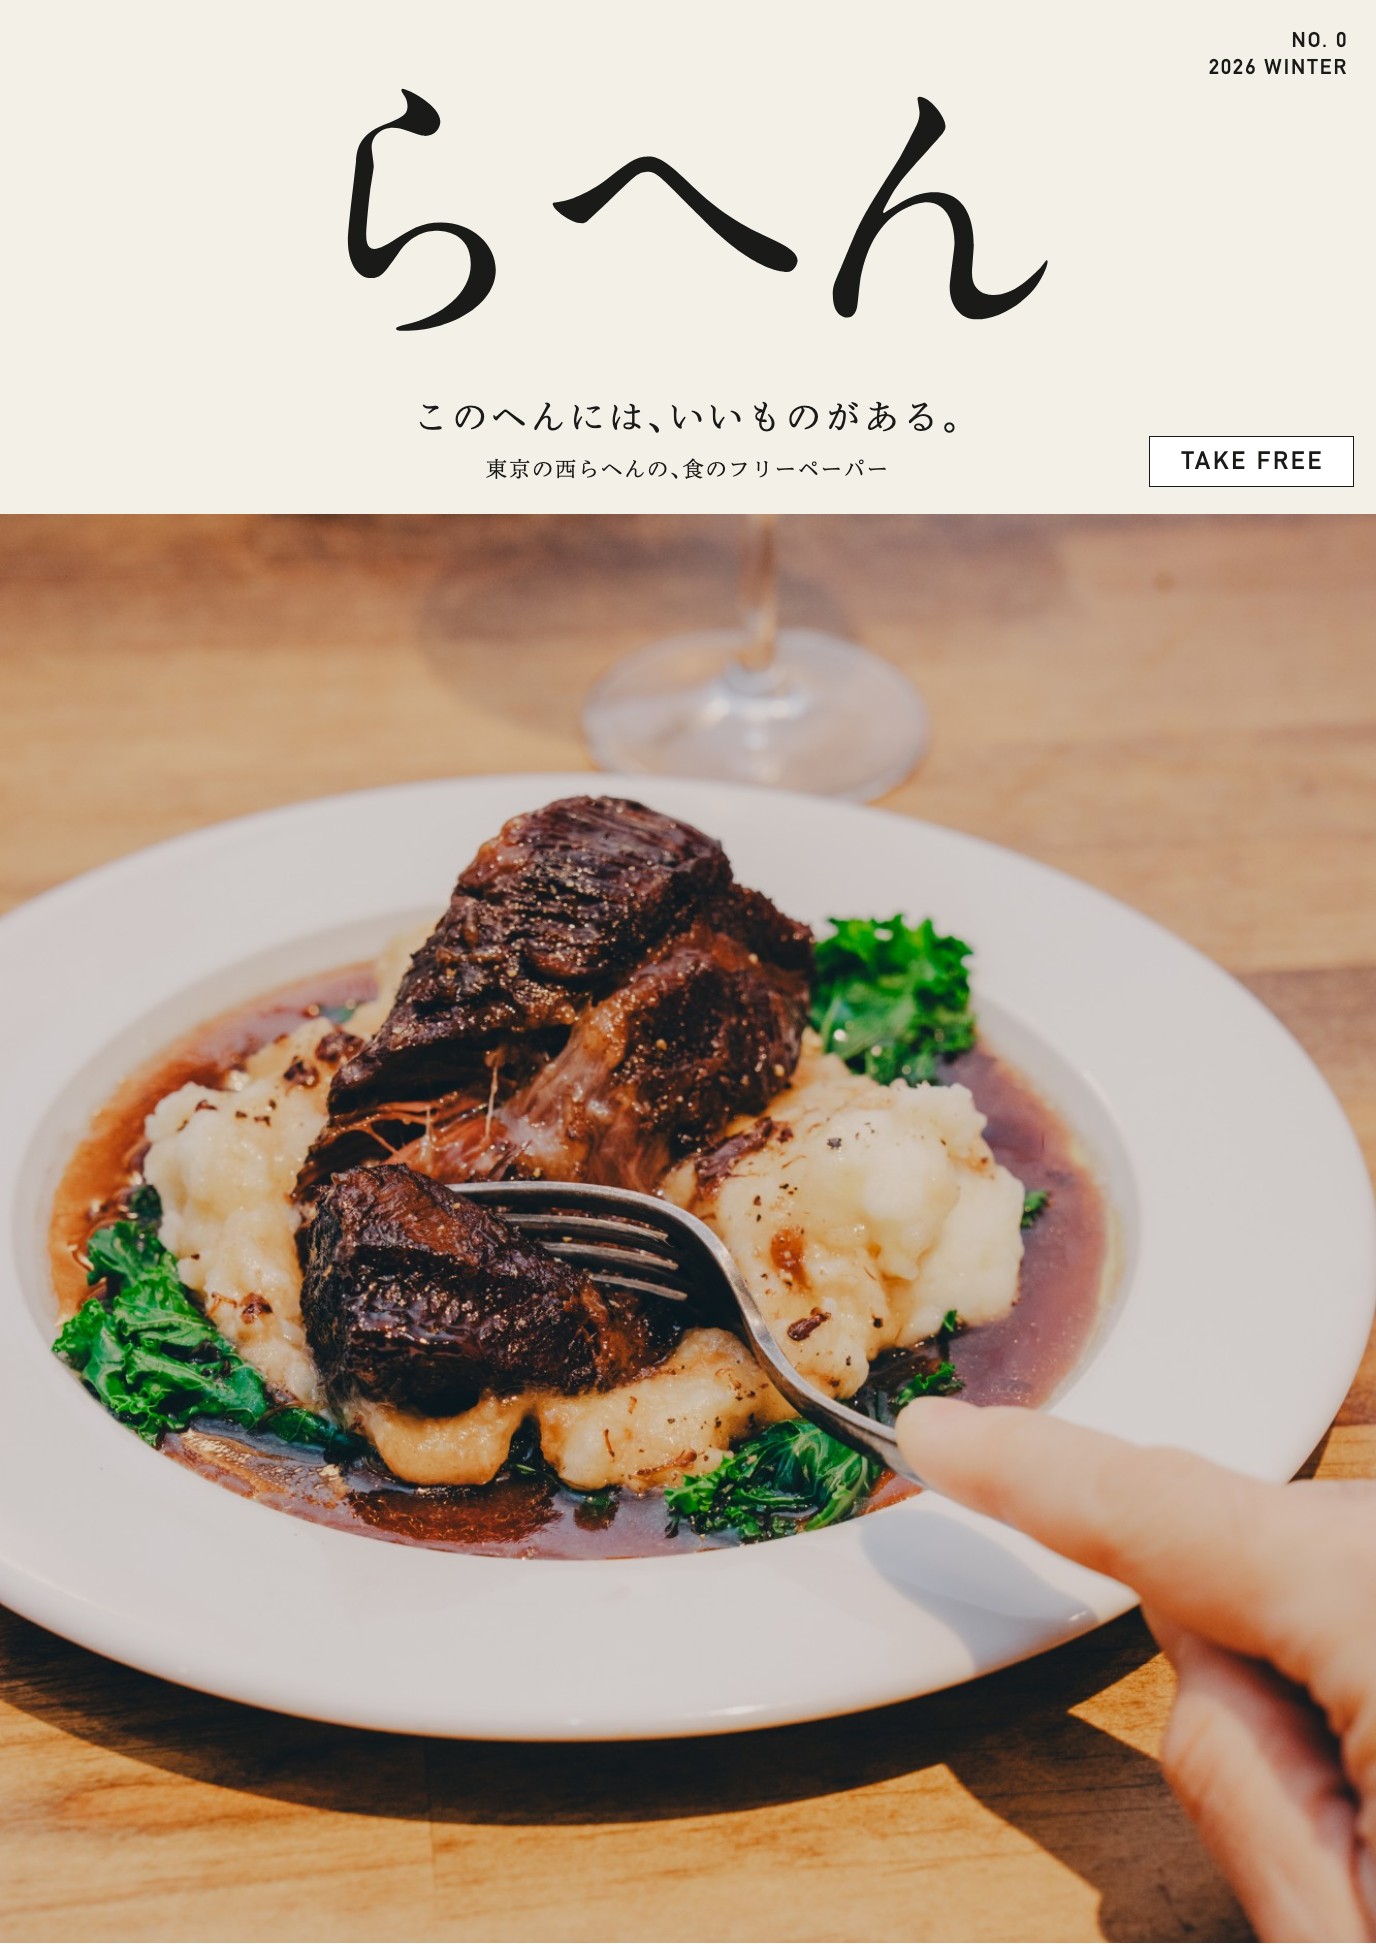 NO. 0
2026 WINTER
らへん
このへんには、いいものがある。
東京の西らへんの、食のフリーペーパー
TAKE FREE